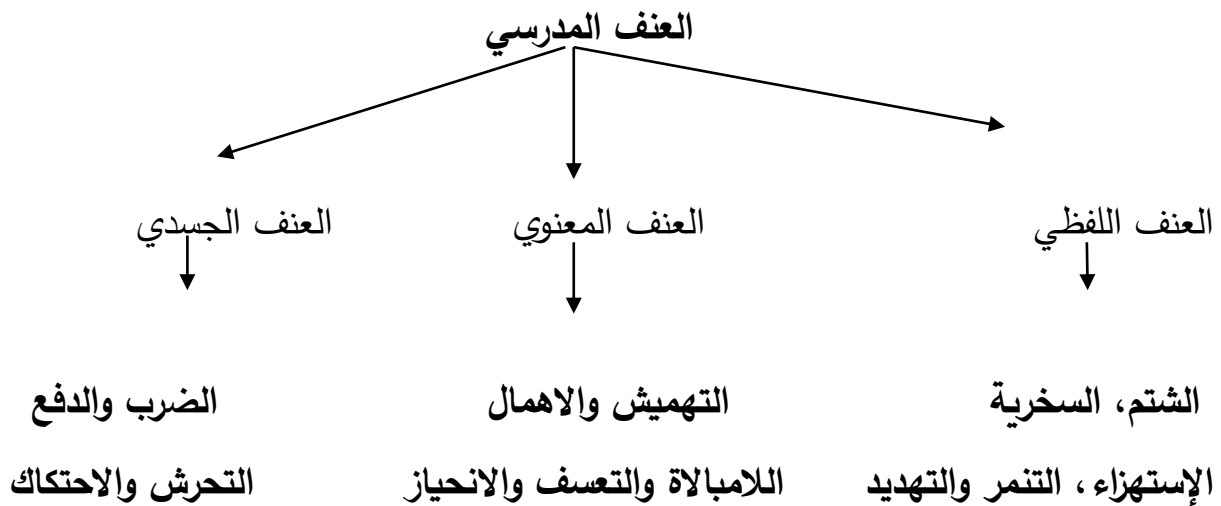 العنف المدرسي
العنف اللفظي
العنف المعنوي
العنف الجسدي
الشتم، السخرية
التهميش والاهمال
الضرب والدفع
الإستهزاء، التنمر والتهديد
اللامبالاة والتعسف والانحياز
التحرش والاحتكاك